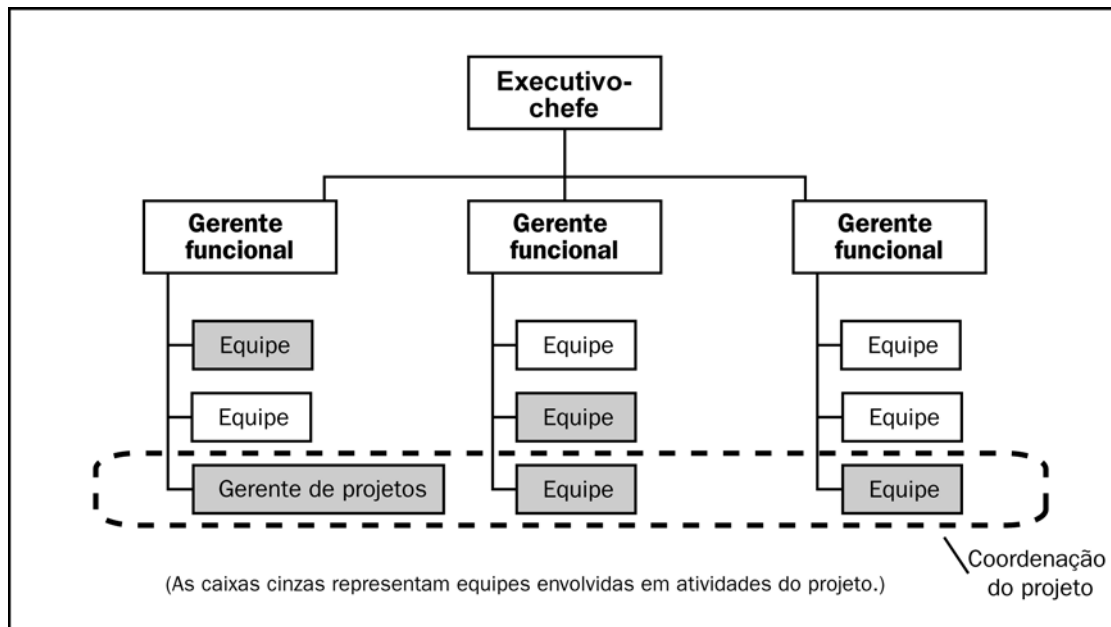 Executivo-
chefe
Gerente
funcional
Gerente
funcional
Gerente
funcional
Equipe
Equipe
Equipe
Equipe
Equipe
Equipe
Gerente de projetos
Equipe
Equipe
(As caixas cinzas representam equipes envolvidas em atividades do projeto.)
Coordenação
do projeto